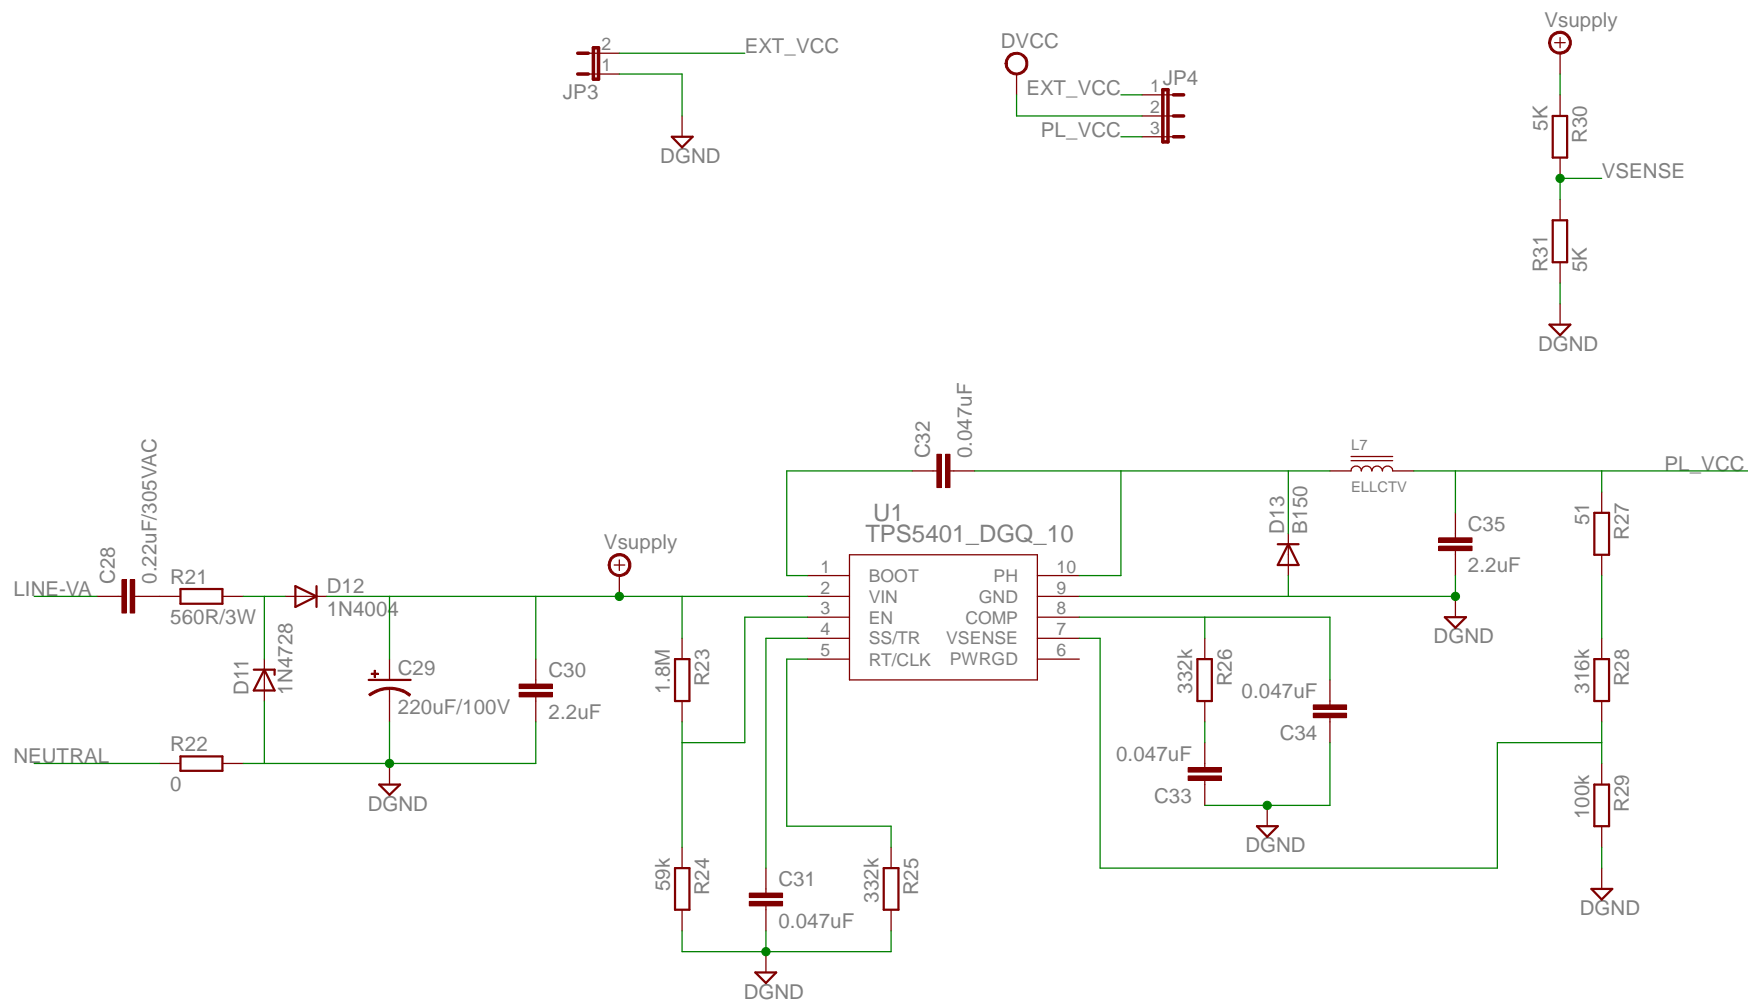 Vsupply
DVCC
2
EXT_VCC
1
JP3
DGND
EXT_VCC
1
JP4
2
PL_VCC
3
5K
R30
VSENSE
R31
5K
DGND
C32
0.047uF
L7
ELLCTV
PL_VCC
C28
0.22uF/305VAC
LINE-VA
R21
560R/3W
D12
1N4004
D11
1N4728
C29
220uF/100V
C30
2.2uF
NEUTRAL
R22
0
DGND
Vsupply
U1
TPS5401_DGQ_10
1
BOOT
PH
10
2
VIN
GND
9
3
EN
COMP
8
4
SS/TR
VSENSE
7
5
RT/CLK
PWRGD
6
D13
B150
C35
2.2uF
DGND
51
R27
316k
R28
100k
R29
DGND
1.8M
R23
59k
R24
C31
0.047uF
332k
R25
DGND
332k
R26
0.047uF
C34
0.047uF
C33
DGND